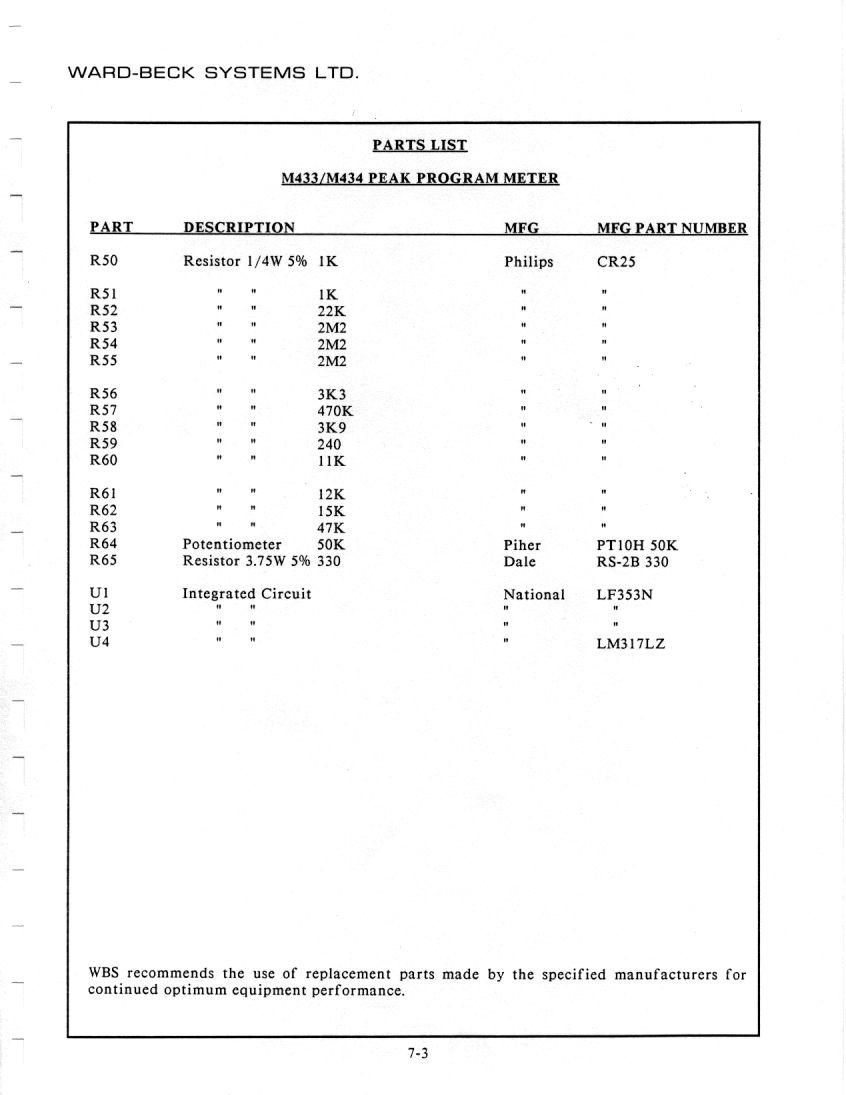 WARD-BECK SYSTEMS LTD.
PARTS LIST
M433/M434 PEAK PROGRAM METER
PART DESCRIPTION MFG MFG PART NUMBER
R50 Resistor 1/4W 5% 1K Philips CR25
R51 " " 1K " "
R52 " " 22K " "
R53 " " 2M2 " "
R54 " " 2M2 " "
R55 " " 2M2 " "
R56 " " 3K3 " "
R57 " " 470K " "
R58 " " 3K9 " "
R59 " " 240 " "
R60 " " 11K " "
R61 " " 12K " "
R62 " " 15K " "
R63 " " 47K " "
R64 Potentiometer 50K Piher PT10H 50K
R65 Resistor 3.75W 5% 330 Dale RS-2B 330
U1 Integrated Circuit National LF353N
U2 " " " "
U3 " " " "
U4 " " " LM317LZ
WBS recommends the use of replacement parts made by the specified manufacturers for
continued optimum equipment performance.
7-3